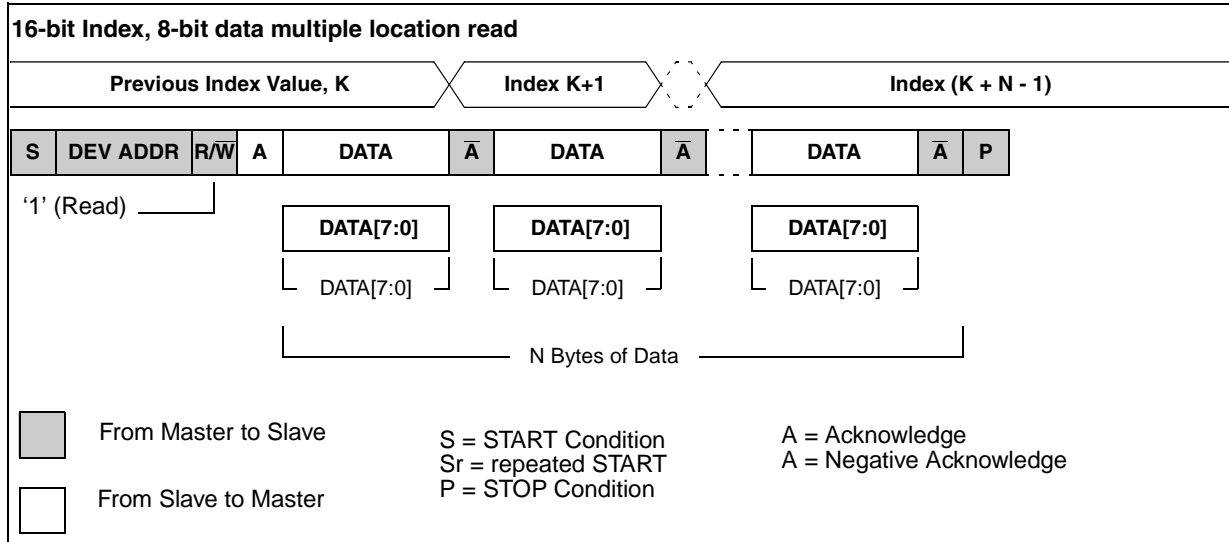 16-bit Index, 8-bit data multiple location read
Previous Index Value, K Index K+1 Index (K + N - 1)
S DEV ADDR R/W̅ A DATA A̅ DATA A̅ DATA A̅ P
‘1’ (Read)
DATA[7:0] DATA[7:0] DATA[7:0]
DATA[7:0] DATA[7:0] DATA[7:0]
N Bytes of Data
From Master to Slave
From Slave to Master
S = START Condition
Sr = repeated START
P = STOP Condition
A = Acknowledge
A = Negative Acknowledge